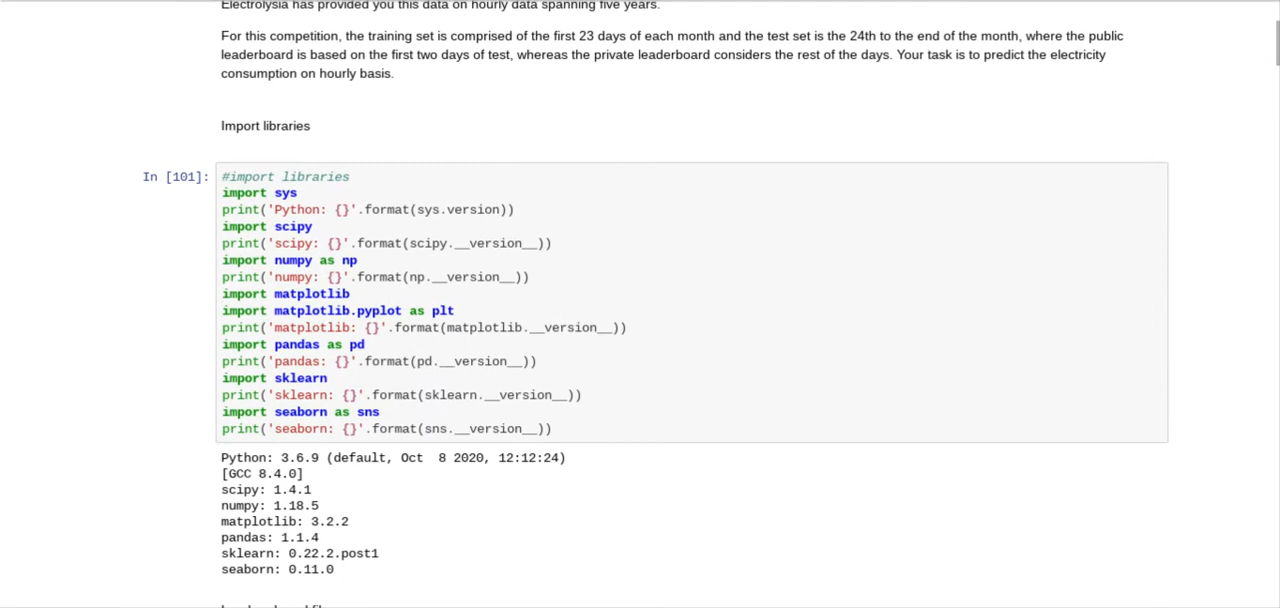 Electrolysia has provided you this data on hourly data spanning five years.
For this competition, the training set is comprised of the first 23 days of each month and the test set is the 24th to the end of the month, where the public
leaderboard is based on the first two days of test, whereas the private leaderboard considers the rest of the days. Your task is to predict the electricity
consumption on hourly basis.
Import libraries
In [101]:
#import libraries
import sys
print('Python: {}'.format(sys.version))
import scipy
print('scipy: {}'.format(scipy.__version__))
import numpy as np
print('numpy: {}'.format(np.__version__))
import matplotlib
import matplotlib.pyplot as plt
print('matplotlib: {}'.format(matplotlib.__version__))
import pandas as pd
print('pandas: {}'.format(pd.__version__))
import sklearn
print('sklearn: {}'.format(sklearn.__version__))
import seaborn as sns
print('seaborn: {}'.format(sns.__version__))
Python: 3.6.9 (default, Oct  8 2020, 12:12:24)
[GCC 8.4.0]
scipy: 1.4.1
numpy: 1.18.5
matplotlib: 3.2.2
pandas: 1.1.4
sklearn: 0.22.2.post1
seaborn: 0.11.0